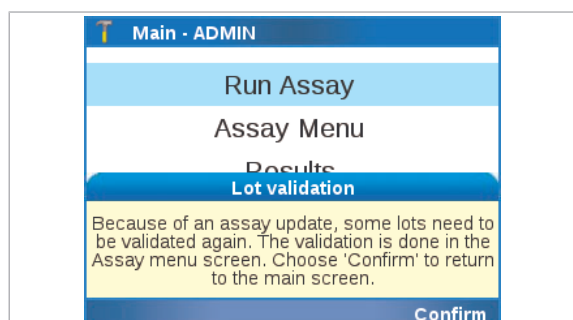 Main - ADMIN
Run Assay
Assay Menu
Results
Lot validation
Because of an assay update, some lots need to
be validated again. The validation is done in the
Assay menu screen. Choose 'Confirm' to return
to the main screen.
Confirm